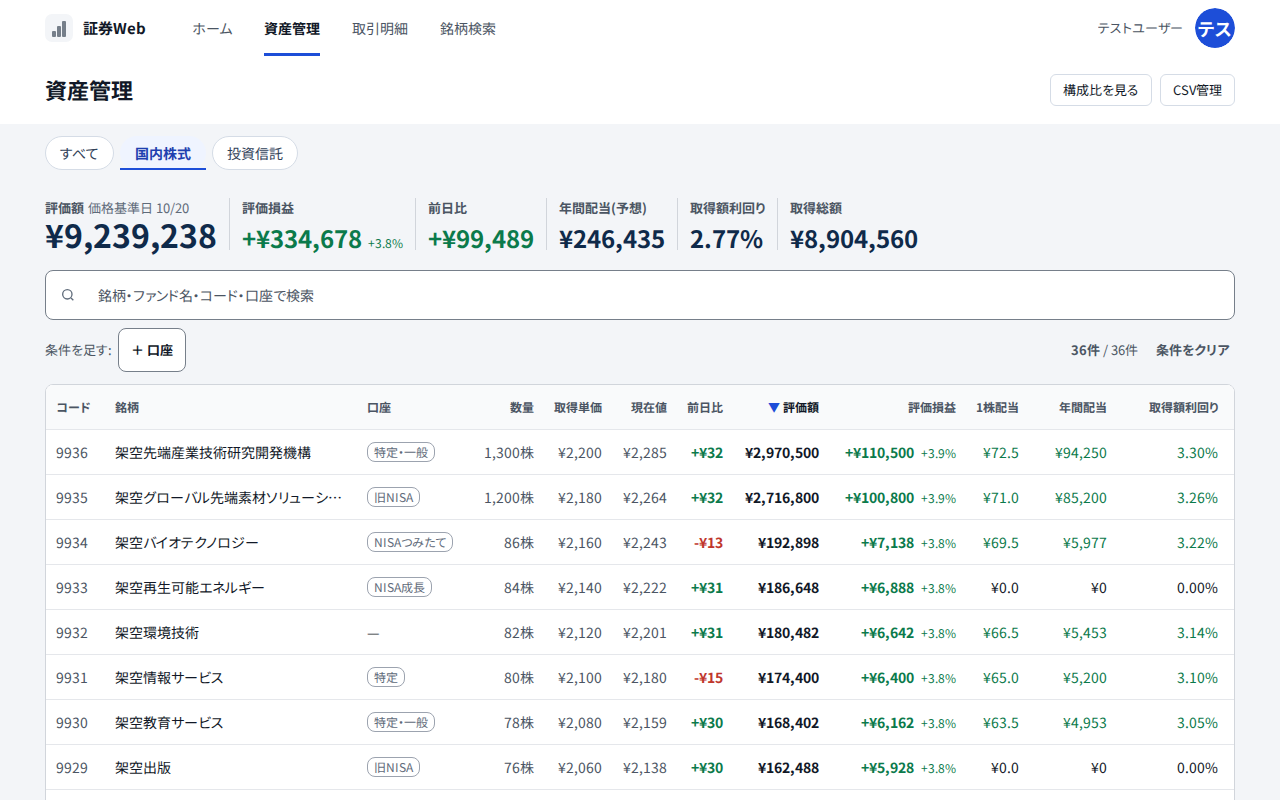 証券Web ホーム 資産管理 取引明細 銘柄検索 テストユーザー テス
資産管理 構成比を見る CSV管理
すべて 国内株式 投資信託
評価額 価格基準日 10/20 評価損益 前日比 年間配当(予想) 取得額利回り 取得総額
¥9,239,238 +¥334,678 +3.8% +¥99,489 ¥246,435 2.77% ¥8,904,560
銘柄・ファンド名・コード・口座で検索
条件を足す: ＋ 口座 36件 / 36件 条件をクリア
コード 銘柄 口座 数量 取得単価 現在値 前日比 ▼ 評価額 評価損益 1株配当 年間配当 取得額利回り
9936 架空先端産業技術研究開発機構 特定・一般 1,300株 ¥2,200 ¥2,285 +¥32 ¥2,970,500 +¥110,500 +3.9% ¥72.5 ¥94,250 3.30%
9935 架空グローバル先端素材ソリューシ… 旧NISA 1,200株 ¥2,180 ¥2,264 +¥32 ¥2,716,800 +¥100,800 +3.9% ¥71.0 ¥85,200 3.26%
9934 架空バイオテクノロジー NISAつみたて 86株 ¥2,160 ¥2,243 -¥13 ¥192,898 +¥7,138 +3.8% ¥69.5 ¥5,977 3.22%
9933 架空再生可能エネルギー NISA成長 84株 ¥2,140 ¥2,222 +¥31 ¥186,648 +¥6,888 +3.8% ¥0.0 ¥0 0.00%
9932 架空環境技術 — 82株 ¥2,120 ¥2,201 +¥31 ¥180,482 +¥6,642 +3.8% ¥66.5 ¥5,453 3.14%
9931 架空情報サービス 特定 80株 ¥2,100 ¥2,180 -¥15 ¥174,400 +¥6,400 +3.8% ¥65.0 ¥5,200 3.10%
9930 架空教育サービス 特定・一般 78株 ¥2,080 ¥2,159 +¥30 ¥168,402 +¥6,162 +3.8% ¥63.5 ¥4,953 3.05%
9929 架空出版 旧NISA 76株 ¥2,060 ¥2,138 +¥30 ¥162,488 +¥5,928 +3.8% ¥0.0 ¥0 0.00%